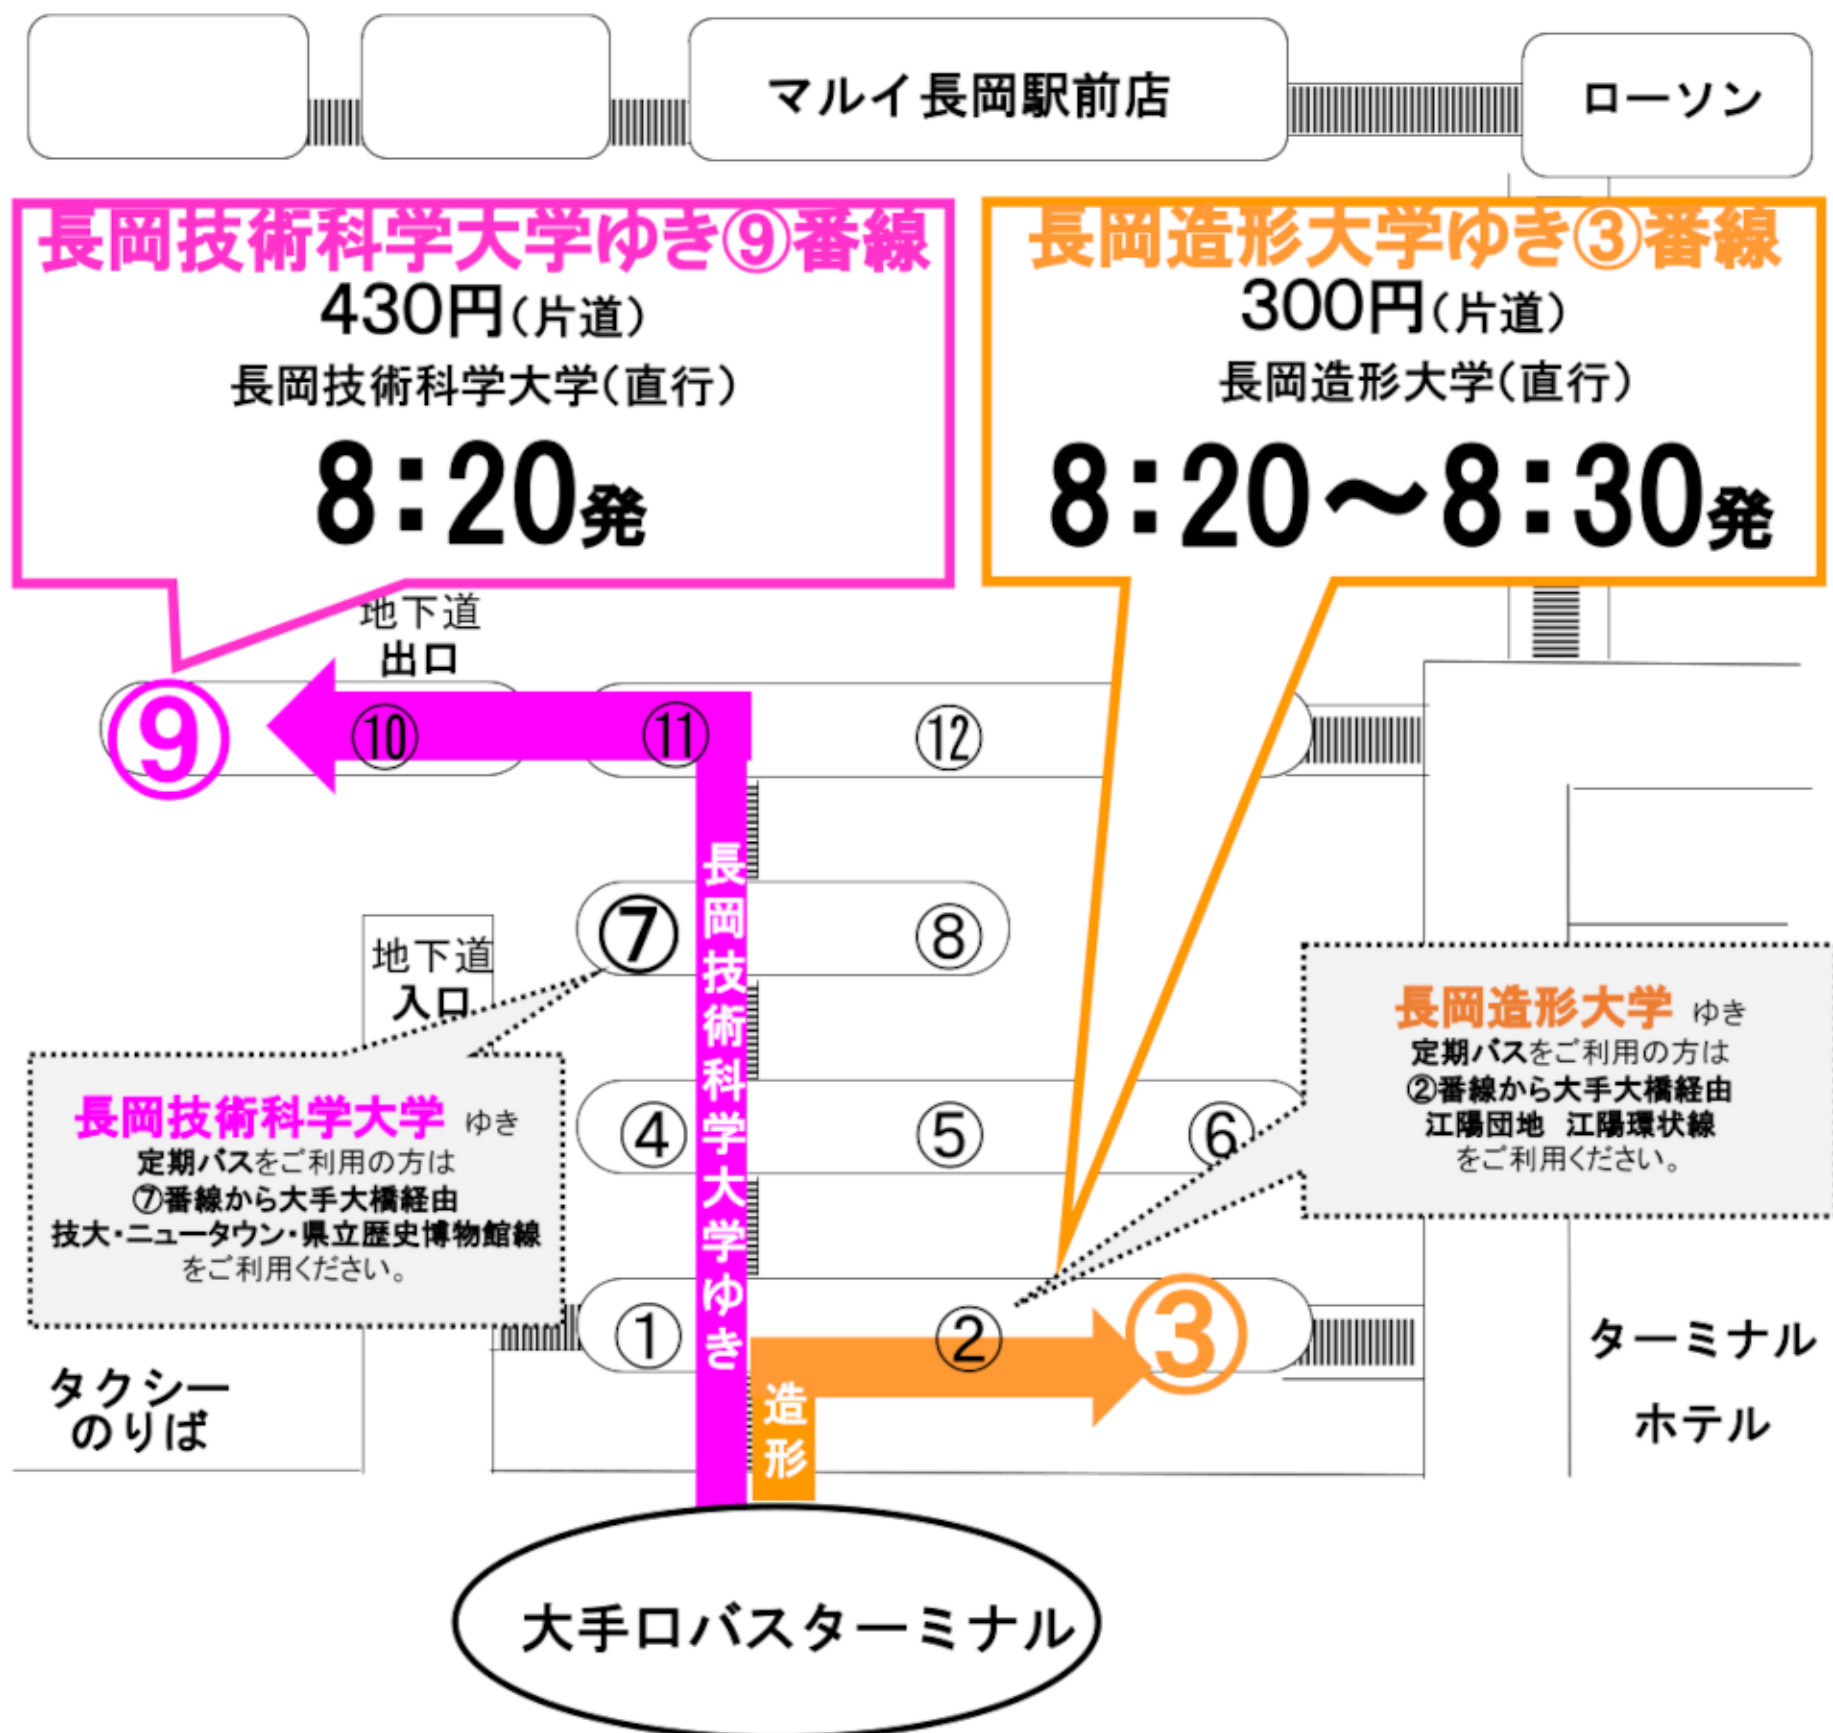 マルイ長岡駅前店
ローソン
長岡技術科学大学ゆき⑨番線
430円(片道)
長岡技術科学大学(直行)
8:20発
長岡造形大学ゆき③番線
300円(片道)
長岡造形大学(直行)
8:20～8:30発
地下道
出口
⑨
⑩
⑪
⑫
長岡技術科学大学ゆき
⑦
⑧
地下道
入口
長岡造形大学 ゆき
定期バスをご利用の方は
②番線から大手大橋経由
江陽団地 江陽環状線
をご利用ください。
長岡技術科学大学 ゆき
定期バスをご利用の方は
⑦番線から大手大橋経由
技大・ニュータウン・県立歴史博物館線
をご利用ください。
④
⑤
⑥
①
②
③
造形
タクシー
のりば
ターミナル
ホテル
大手口バスターミナル